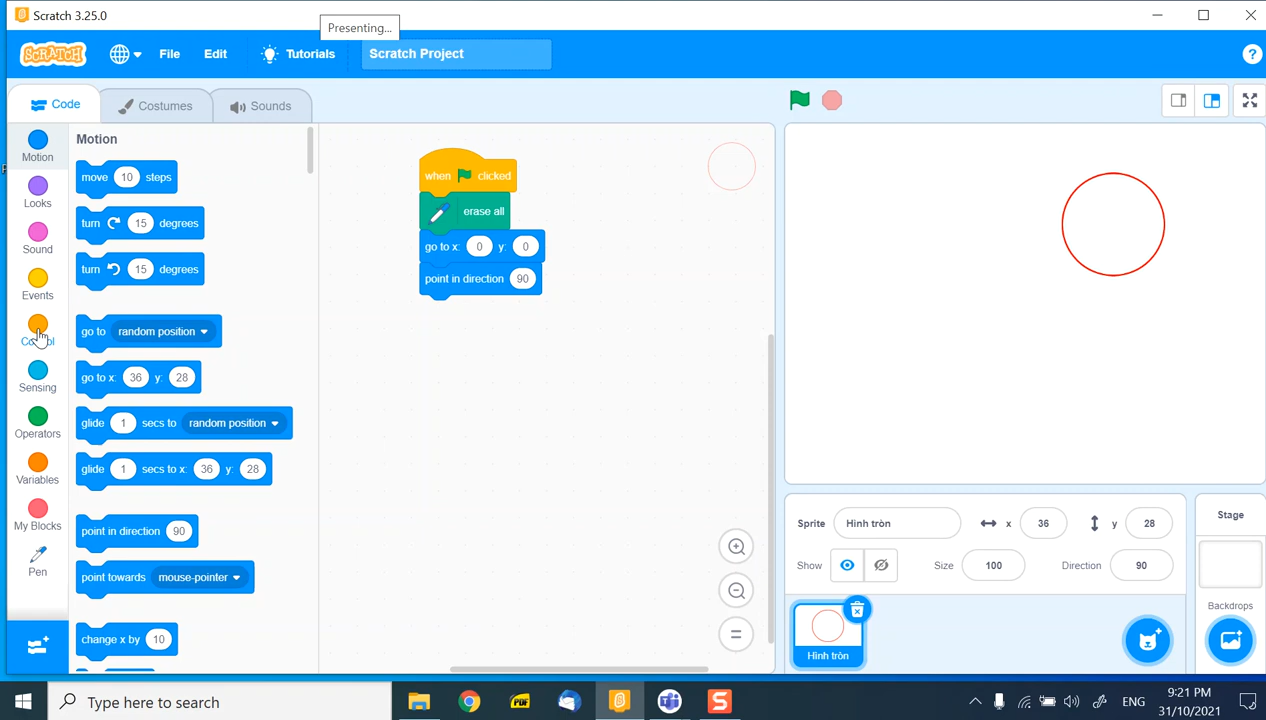 Scratch 3.25.0
Presenting...
SCRATCH
File
Edit
Tutorials
Scratch Project
?
Code
Costumes
Sounds
Motion
Looks
Sound
Events
Control
Sensing
Operators
Variables
My Blocks
Pen
Motion
move 10 steps
turn 15 degrees
turn 15 degrees
go to random position
go to x: 36 y: 28
glide 1 secs to random position
glide 1 secs to x: 36 y: 28
point in direction 90
point towards mouse-pointer
change x by 10
when clicked
erase all
go to x: 0 y: 0
point in direction 90
Sprite Hình tròn x 36 y 28
Show Size 100 Direction 90
Hình tròn
Stage
Backdrops
Type here to search
PDF
S
ENG
9:21 PM
31/10/2021